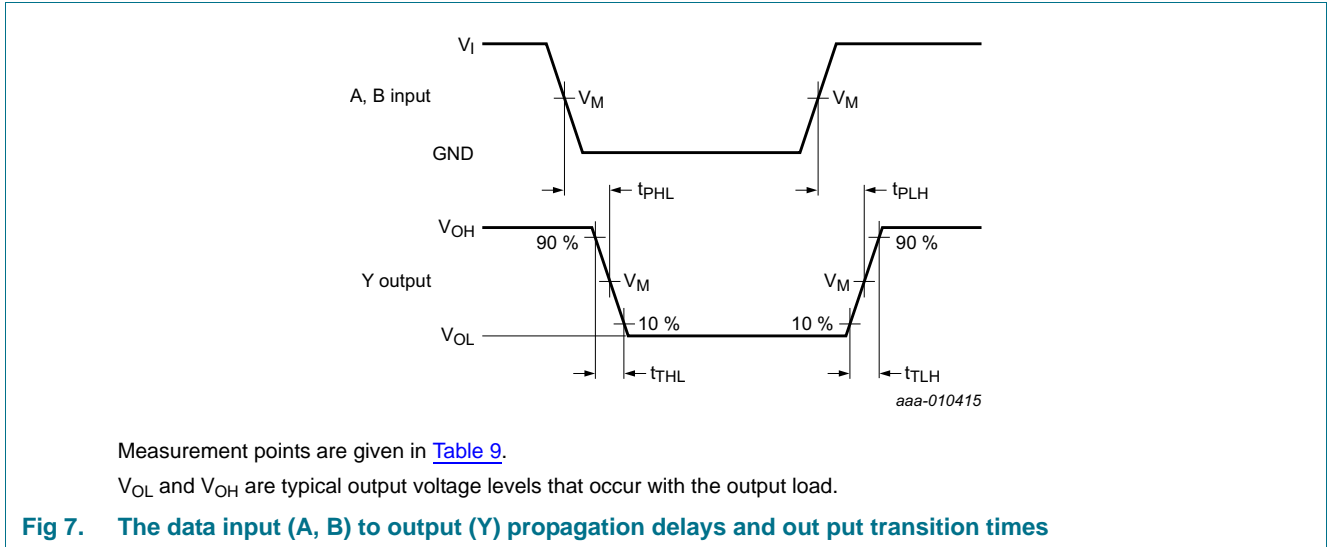 VI
A, B input
VM
VM
GND
tPHL
tPLH
VOH
90 %
90 %
Y output
VM
VM
10 %
10 %
VOL
tTHL
tTLH
aaa-010415
Measurement points are given in Table 9.
VOL and VOH are typical output voltage levels that occur with the output load.
Fig 7. The data input (A, B) to output (Y) propagation delays and out put transition times